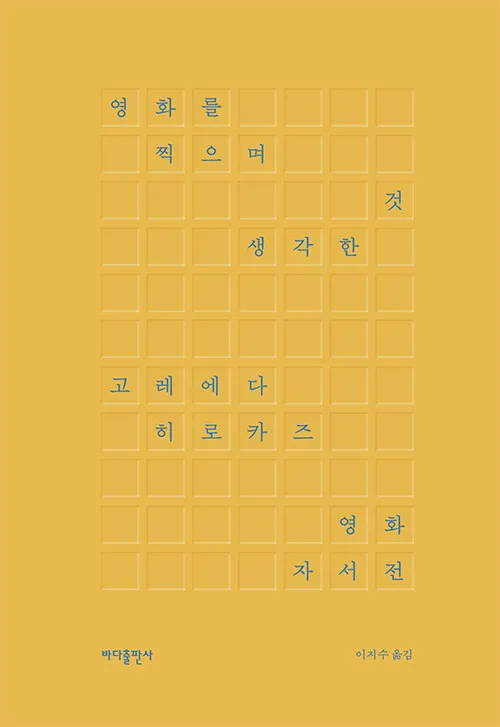 영화를
찍으며
것
생각한
고레에다
히로카즈
영화
자서전
바다출판사
이지수 옮김